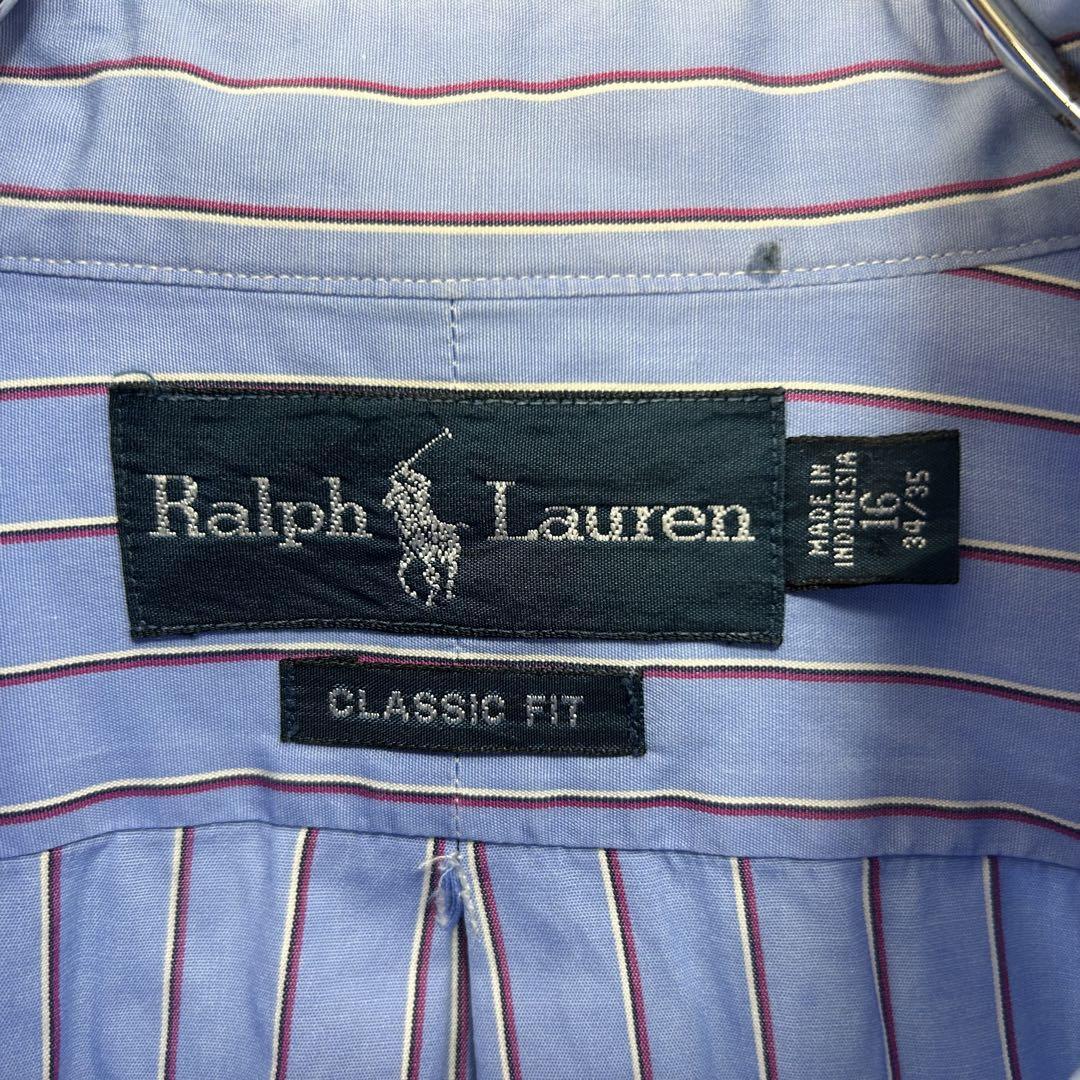 Ralph Lauren
MADE IN
INDONESIA
16
34/35
CLASSIC FIT